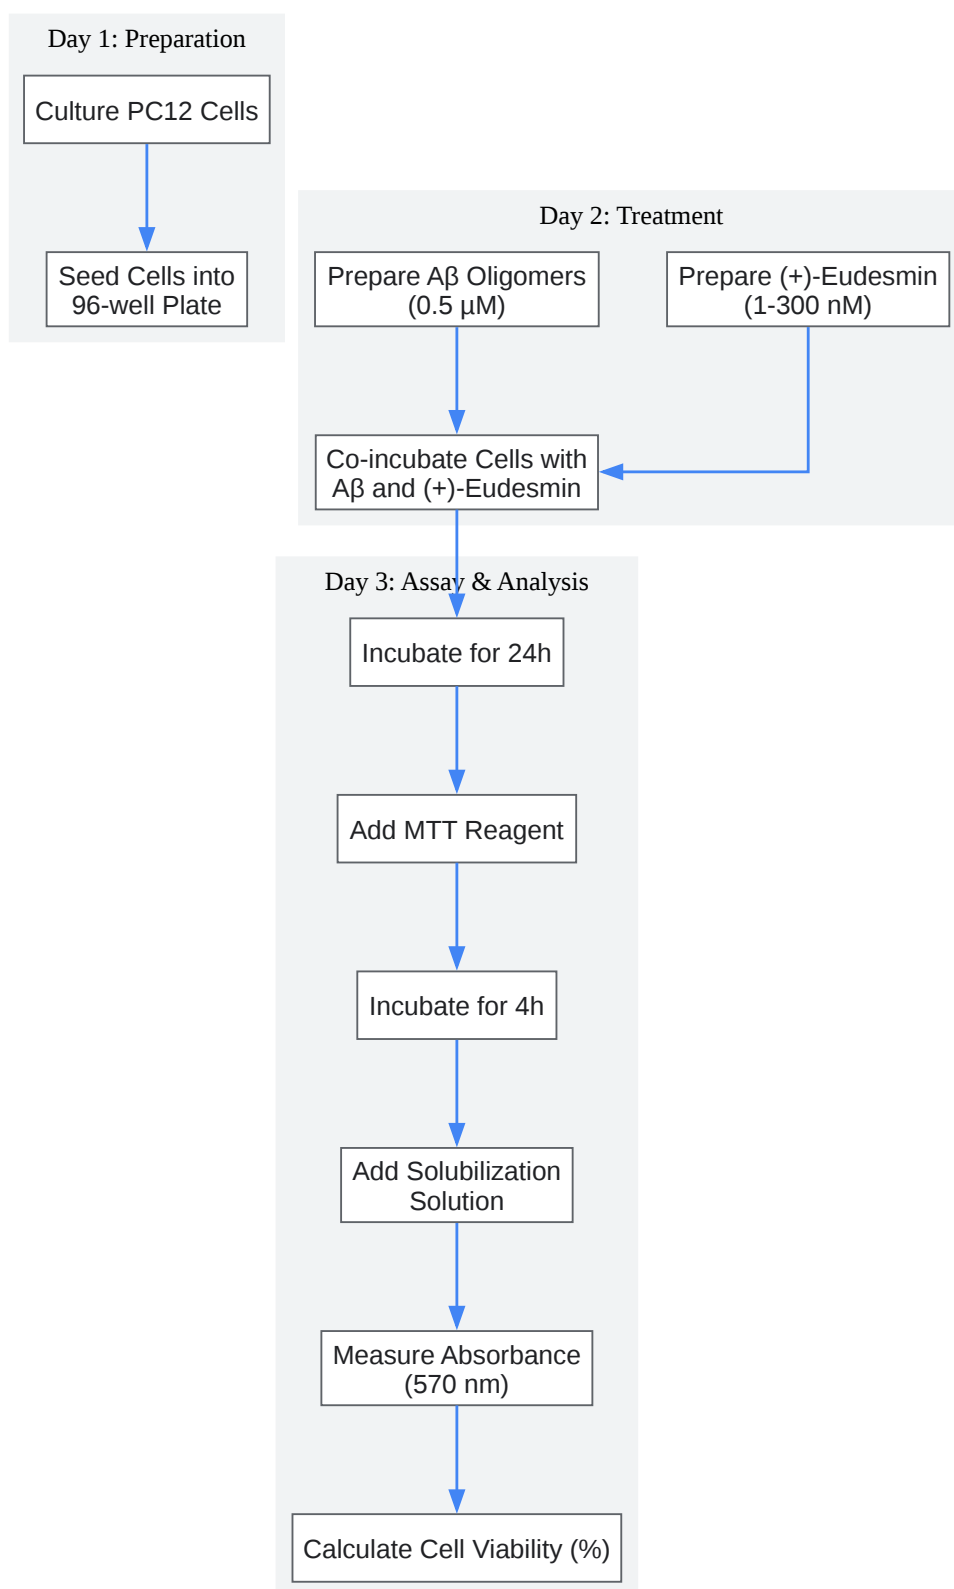 Day 1: Preparation
Culture PC12 Cells
Seed Cells into
96-well Plate
Day 2: Treatment
Prepare Aβ Oligomers
(0.5 µM)
Prepare (+)-Eudesmin
(1-300 nM)
Co-incubate Cells with
Aβ and (+)-Eudesmin
Day 3: Assay & Analysis
Incubate for 24h
Add MTT Reagent
Incubate for 4h
Add Solubilization
Solution
Measure Absorbance
(570 nm)
Calculate Cell Viability (%)